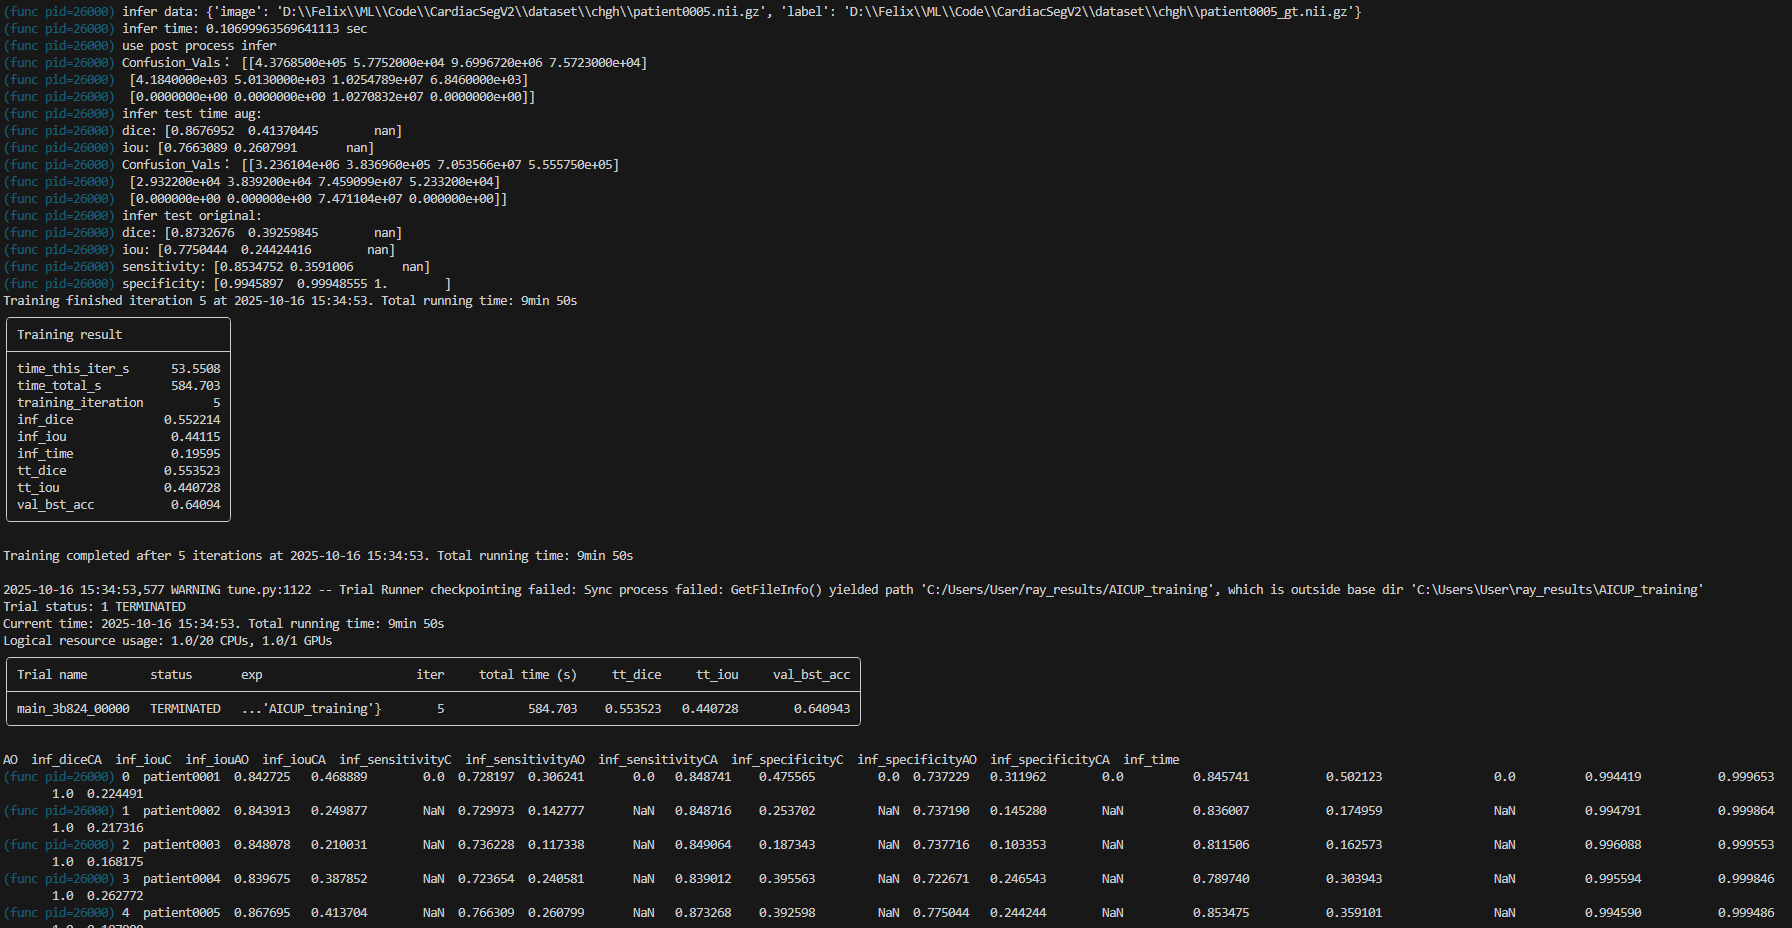 (func pid=26000) infer data: {'image': 'D:\\Felix\\ML\\Code\\CardiacSegV2\\dataset\\chgh\\patient0005.nii.gz', 'label': 'D:\\Felix\\ML\\Code\\CardiacSegV2\\dataset\\chgh\\patient0005_gt.nii.gz'}
(func pid=26000) infer time: 0.10699963569641113 sec
(func pid=26000) use post process infer
(func pid=26000) Confusion_Vals： [[4.3768500e+05 5.7752000e+04 9.6996720e+06 7.5723000e+04]
(func pid=26000)  [4.1840000e+03 5.0130000e+03 1.0254789e+07 6.8460000e+03]
(func pid=26000)  [0.0000000e+00 0.0000000e+00 1.0270832e+07 0.0000000e+00]]
(func pid=26000) infer test time aug:
(func pid=26000) dice: [0.8676952  0.41370445        nan]
(func pid=26000) iou: [0.7663089 0.2607991       nan]
(func pid=26000) Confusion_Vals： [[3.236104e+06 3.836960e+05 7.053566e+07 5.555750e+05]
(func pid=26000)  [2.932200e+04 3.839200e+04 7.459099e+07 5.233200e+04]
(func pid=26000)  [0.000000e+00 0.000000e+00 7.471104e+07 0.000000e+00]]
(func pid=26000) infer test original:
(func pid=26000) dice: [0.8732676  0.39259845        nan]
(func pid=26000) iou: [0.7750444  0.24424416        nan]
(func pid=26000) sensitivity: [0.8534752 0.3591006       nan]
(func pid=26000) specificity: [0.9945897  0.99948555 1.        ]
Training finished iteration 5 at 2025-10-16 15:34:53. Total running time: 9min 50s
Training result
time_this_iter_s 53.5508
time_total_s 584.703
training_iteration 5
inf_dice 0.552214
inf_iou 0.44115
inf_time 0.19595
tt_dice 0.553523
tt_iou 0.440728
val_bst_acc 0.64094
Training completed after 5 iterations at 2025-10-16 15:34:53. Total running time: 9min 50s
2025-10-16 15:34:53,577 WARNING tune.py:1122 -- Trial Runner checkpointing failed: Sync process failed: GetFileInfo() yielded path 'C:/Users/User/ray_results/AICUP_training', which is outside base dir 'C:\Users\User\ray_results\AICUP_training'
Trial status: 1 TERMINATED
Current time: 2025-10-16 15:34:53. Total running time: 9min 50s
Logical resource usage: 1.0/20 CPUs, 1.0/1 GPUs
Trial name status exp iter total time (s) tt_dice tt_iou val_bst_acc
main_3b824_00000 TERMINATED ...'AICUP_training'} 5 584.703 0.553523 0.440728 0.640943
AO  inf_diceCA  inf_iouC  inf_iouAO  inf_iouCA  inf_sensitivityC  inf_sensitivityAO  inf_sensitivityCA  inf_specificityC  inf_specificityAO  inf_specificityCA  inf_time
(func pid=26000) 0  patient0001  0.842725  0.468889  0.0  0.728197  0.306241  0.0  0.848741  0.475565  0.0  0.737229  0.311962  0.0  0.845741  0.502123  0.0  0.994419  0.999653
1.0  0.224491
(func pid=26000) 1  patient0002  0.843913  0.249877  NaN  0.729973  0.142777  NaN  0.848716  0.253702  NaN  0.737190  0.145280  NaN  0.836007  0.174959  NaN  0.994791  0.999864
1.0  0.217316
(func pid=26000) 2  patient0003  0.848078  0.210031  NaN  0.736228  0.117338  NaN  0.849064  0.187343  NaN  0.737716  0.103353  NaN  0.811506  0.162573  NaN  0.996088  0.999553
1.0  0.168175
(func pid=26000) 3  patient0004  0.839675  0.387852  NaN  0.723654  0.240581  NaN  0.839012  0.395563  NaN  0.722671  0.246543  NaN  0.789740  0.303943  NaN  0.995594  0.999846
1.0  0.262772
(func pid=26000) 4  patient0005  0.867695  0.413704  NaN  0.766309  0.260799  NaN  0.873268  0.392598  NaN  0.775044  0.244244  NaN  0.853475  0.359101  NaN  0.994590  0.999486